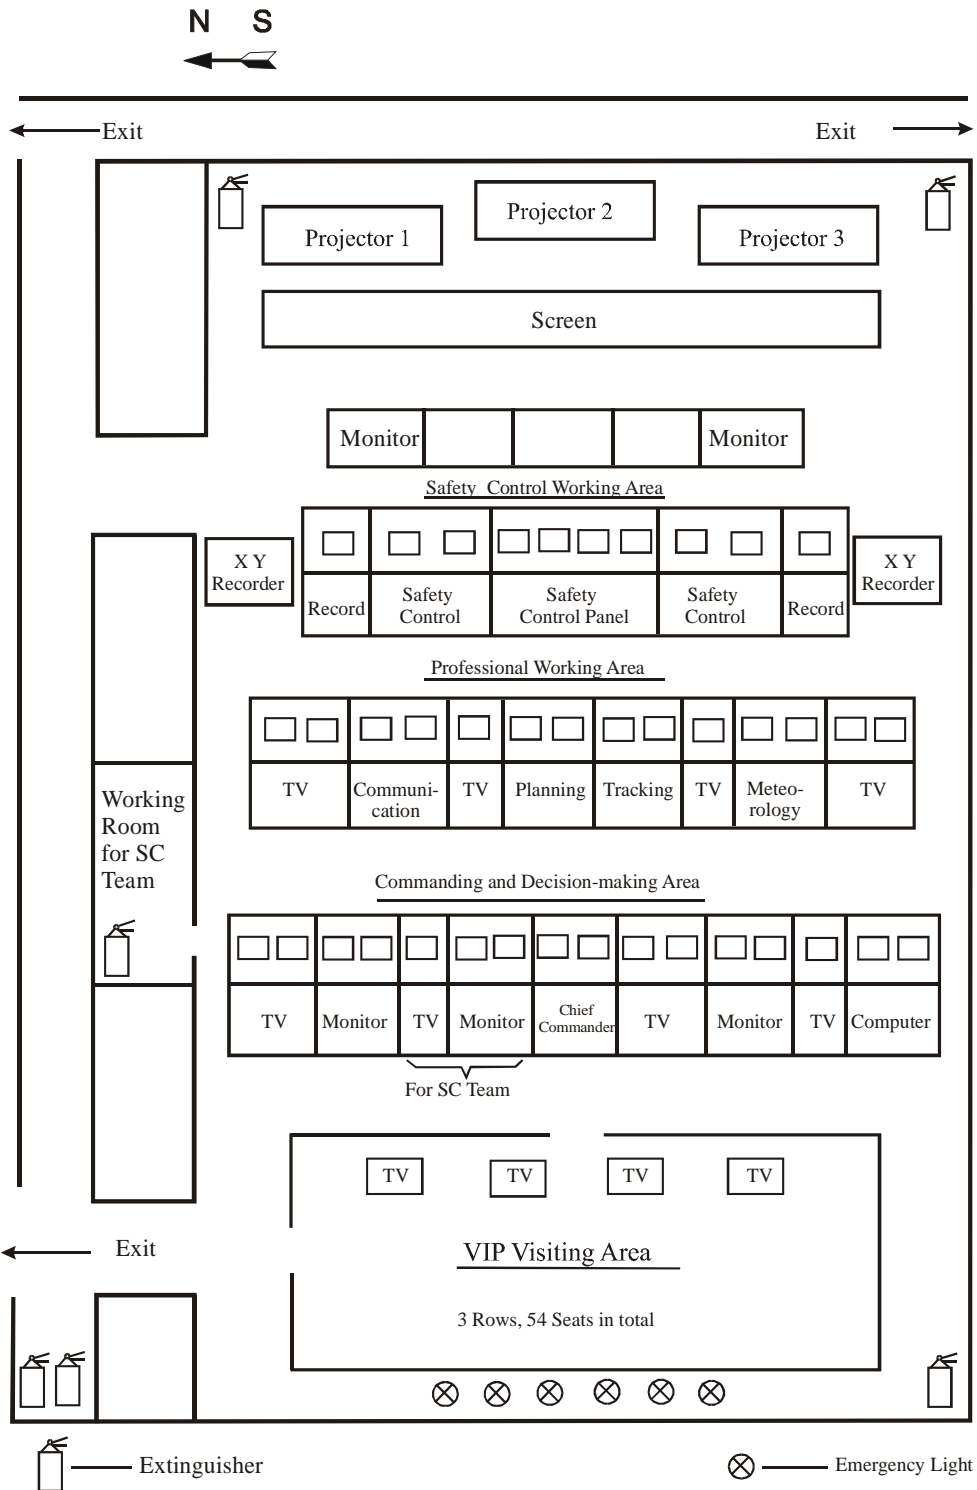 N S
Exit
Exit
Projector 1
Projector 2
Projector 3
Screen
Monitor
Monitor
Safety Control Working Area
X Y
Recorder
Record
Safety
Control
Safety
Control Panel
Safety
Control
Record
X Y
Recorder
Professional Working Area
TV
Communi-
cation
TV
Planning
Tracking
TV
Meteo-
rology
TV
Working
Room
for SC
Team
Commanding and Decision-making Area
TV
Monitor
TV
Monitor
Chief
Commander
TV
Monitor
TV
Computer
For SC Team
TV
TV
TV
TV
Exit
VIP Visiting Area
3 Rows, 54 Seats in total
Extinguisher
Emergency Light